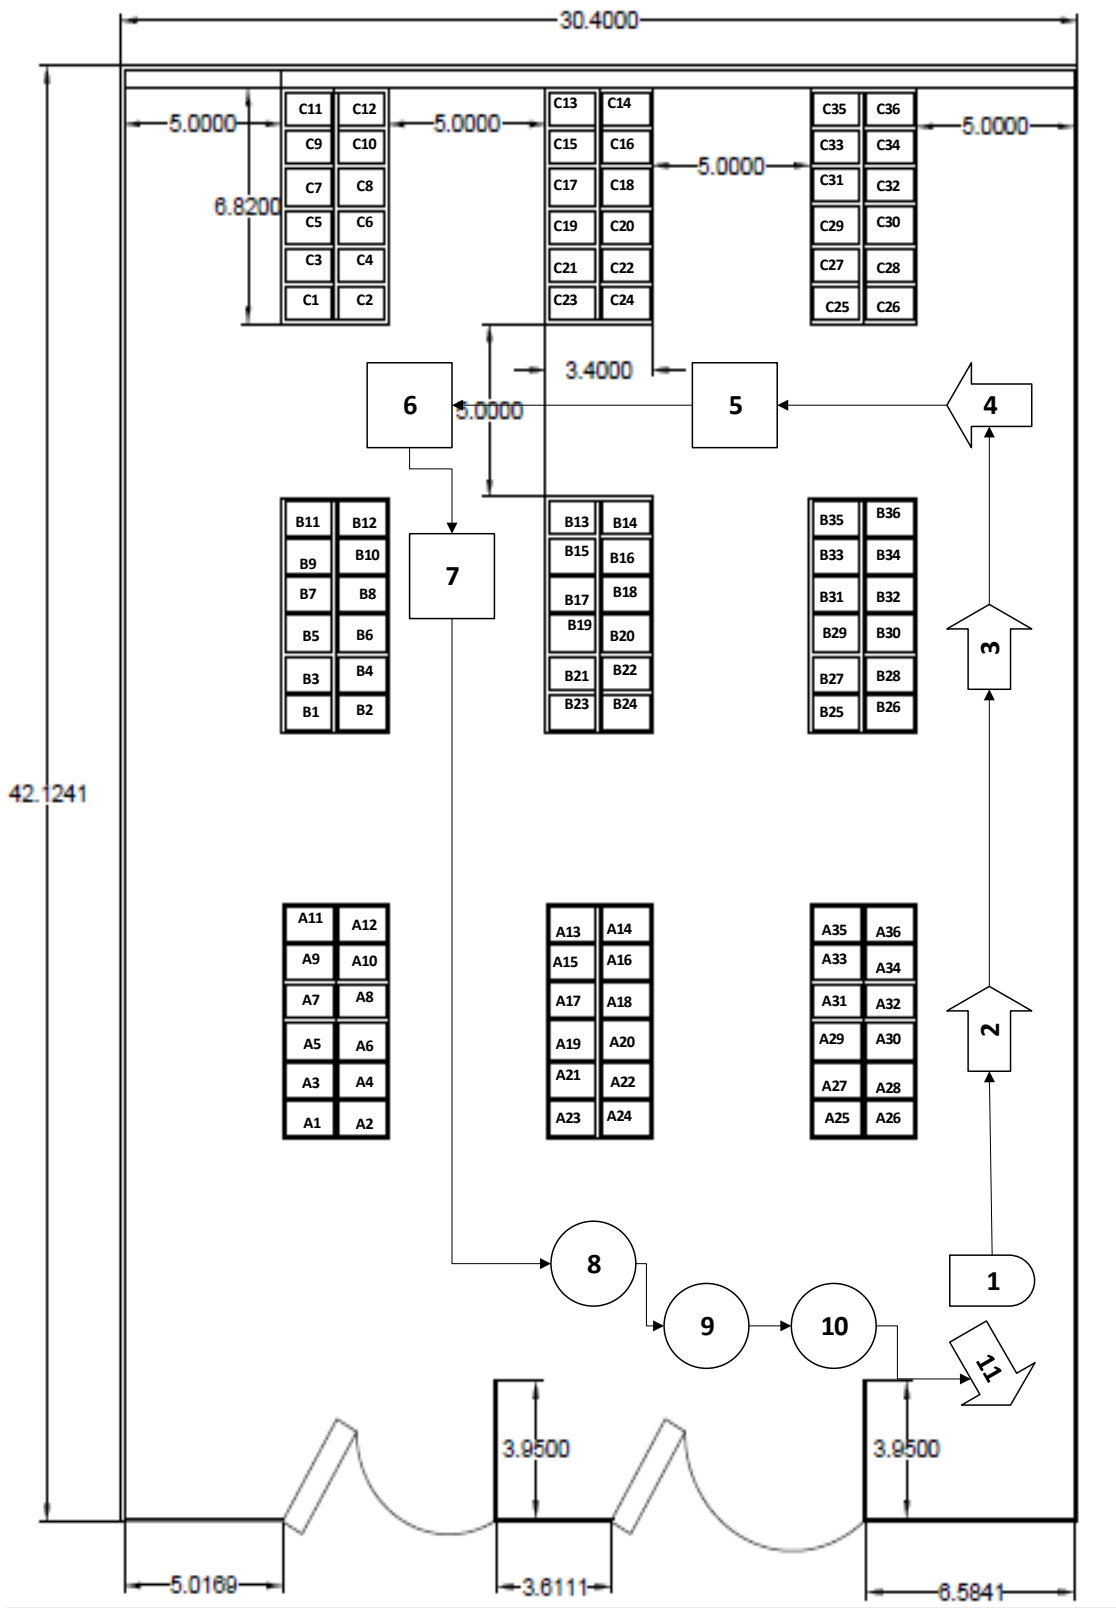 30.4000
C11 C12 C13 C14 C35 C36
5.0000 5.0000 5.0000
C9 C10 C15 C16 C33 C34
5.0000
C7 C8 C17 C18 C31 C32
6.8200
C5 C6 C19 C20 C29 C30
C3 C4 C21 C22 C27 C28
C1 C2 C23 C24 C25 C26
3.4000
6 5.0000 5 4
B11 B12 B13 B14 B35 B36
B9 B10 B15 B16 B33 B34
7
B7 B8 B17 B18 B31 B32
B5 B6 B19 B20 B29 B30
3
B3 B4 B21 B22 B27 B28
B1 B2 B23 B24 B25 B26
42.1241
A11 A12 A13 A14 A35 A36
A9 A10 A15 A16 A33 A34
A7 A8 A17 A18 A31 A32
2
A5 A6 A19 A20 A29 A30
A3 A4 A21 A22 A27 A28
A1 A2 A23 A24 A25 A26
8 1
9 10
11
3.9500 3.9500
5.0169 3.6111 6.5841